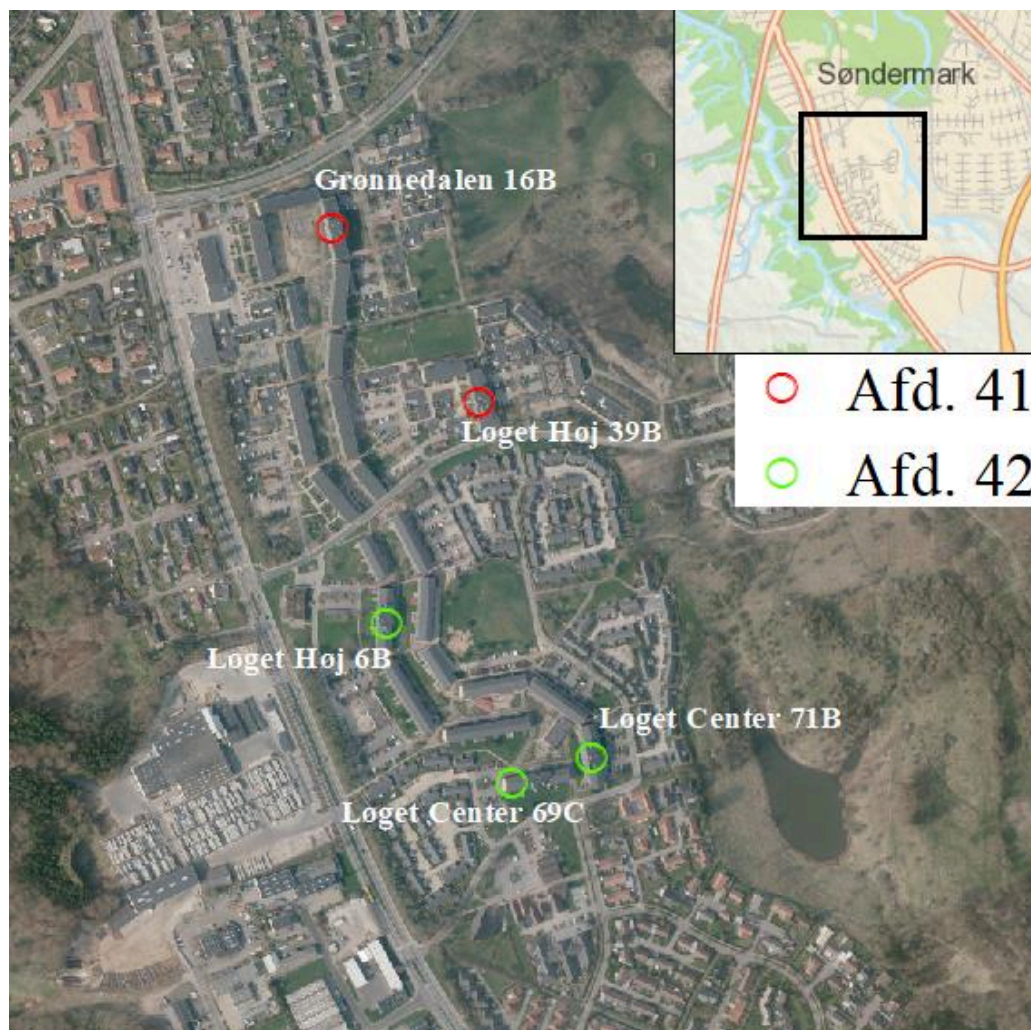 Søndermark
Grønnedalen 16B
Afd. 41
Løget Høj 39B
Afd. 42
Løget Høj 6B
Løget Center 71B
Løget Center 69C